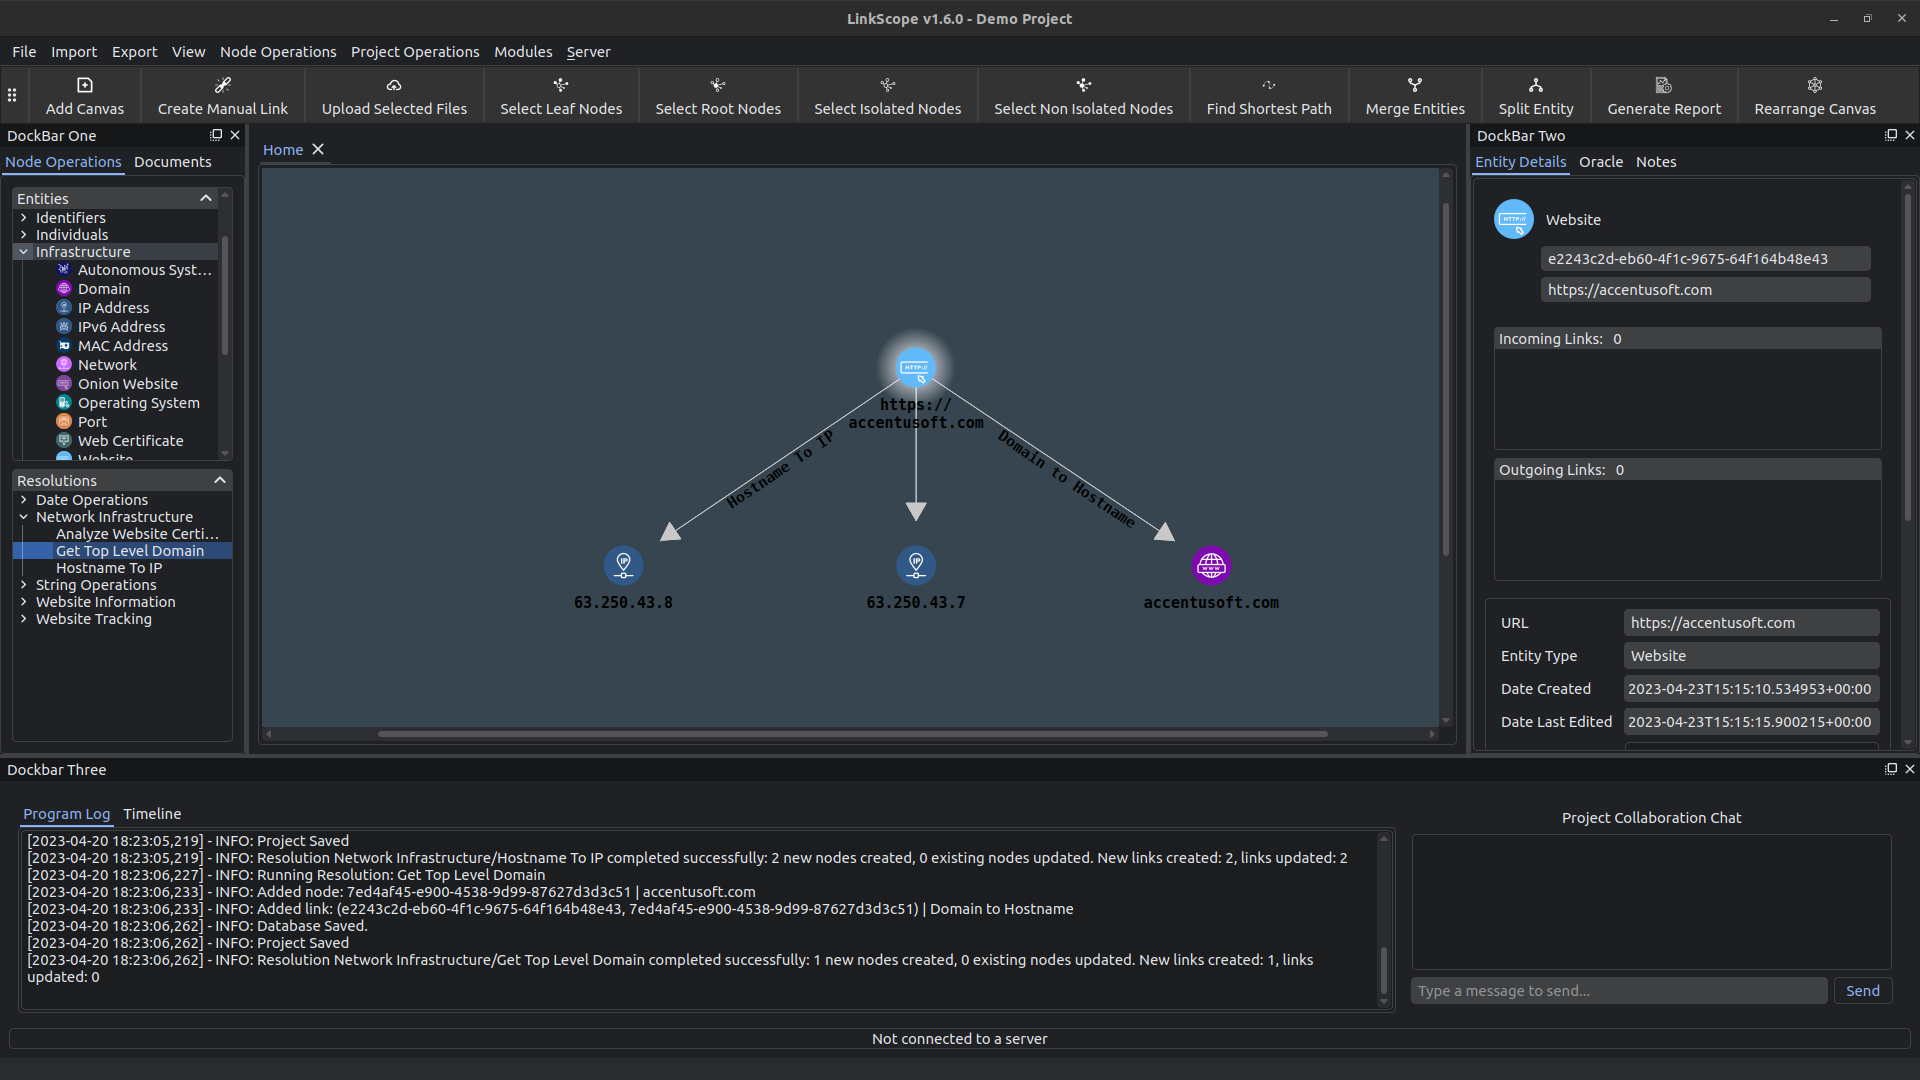 LinkScope v1.6.0 - Demo Project
File Import Export View Node Operations Project Operations Modules Server
Add Canvas
Create Manual Link
Upload Selected Files
Select Leaf Nodes
Select Root Nodes
Select Isolated Nodes
Select Non Isolated Nodes
Find Shortest Path
Merge Entities
Split Entity
Generate Report
Rearrange Canvas
DockBar One
Node Operations Documents
Entities
Identifiers
Individuals
Infrastructure
Autonomous Syst...
Domain
IP Address
IPv6 Address
MAC Address
Network
Onion Website
Operating System
Port
Web Certificate
Website
Resolutions
Date Operations
Network Infrastructure
Analyze Website Certi...
Get Top Level Domain
Hostname To IP
String Operations
Website Information
Website Tracking
Home
HTTP://
https://
accentusoft.com
Hostname To IP
Domain to Hostname
IP
IP
WWW
63.250.43.8
63.250.43.7
accentusoft.com
DockBar Two
Entity Details Oracle Notes
HTTP://
Website
e2243c2d-eb60-4f1c-9675-64f164b48e43
https://accentusoft.com
Incoming Links: 0
Outgoing Links: 0
URL https://accentusoft.com
Entity Type Website
Date Created 2023-04-23T15:15:10.534953+00:00
Date Last Edited 2023-04-23T15:15:15.900215+00:00
Dockbar Three
Program Log Timeline
[2023-04-20 18:23:05,219] - INFO: Project Saved
[2023-04-20 18:23:05,219] - INFO: Resolution Network Infrastructure/Hostname To IP completed successfully: 2 new nodes created, 0 existing nodes updated. New links created: 2, links updated: 2
[2023-04-20 18:23:06,227] - INFO: Running Resolution: Get Top Level Domain
[2023-04-20 18:23:06,233] - INFO: Added node: 7ed4af45-e900-4538-9d99-87627d3d3c51 | accentusoft.com
[2023-04-20 18:23:06,233] - INFO: Added link: (e2243c2d-eb60-4f1c-9675-64f164b48e43, 7ed4af45-e900-4538-9d99-87627d3d3c51) | Domain to Hostname
[2023-04-20 18:23:06,262] - INFO: Database Saved.
[2023-04-20 18:23:06,262] - INFO: Project Saved
[2023-04-20 18:23:06,262] - INFO: Resolution Network Infrastructure/Get Top Level Domain completed successfully: 1 new nodes created, 0 existing nodes updated. New links created: 1, links
updated: 0
Project Collaboration Chat
Type a message to send...
Send
Not connected to a server